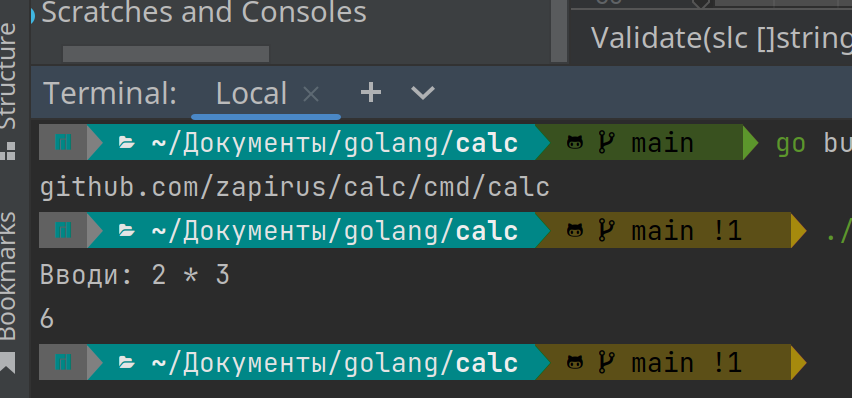 Scratches and Consoles
Structure
Validate(slc []string
Terminal: Local × +
~/Документы/golang/calc main go bu
github.com/zapirus/calc/cmd/calc
~/Документы/golang/calc main !1 ./
Вводи: 2 * 3
6
~/Документы/golang/calc main !1
Bookmarks